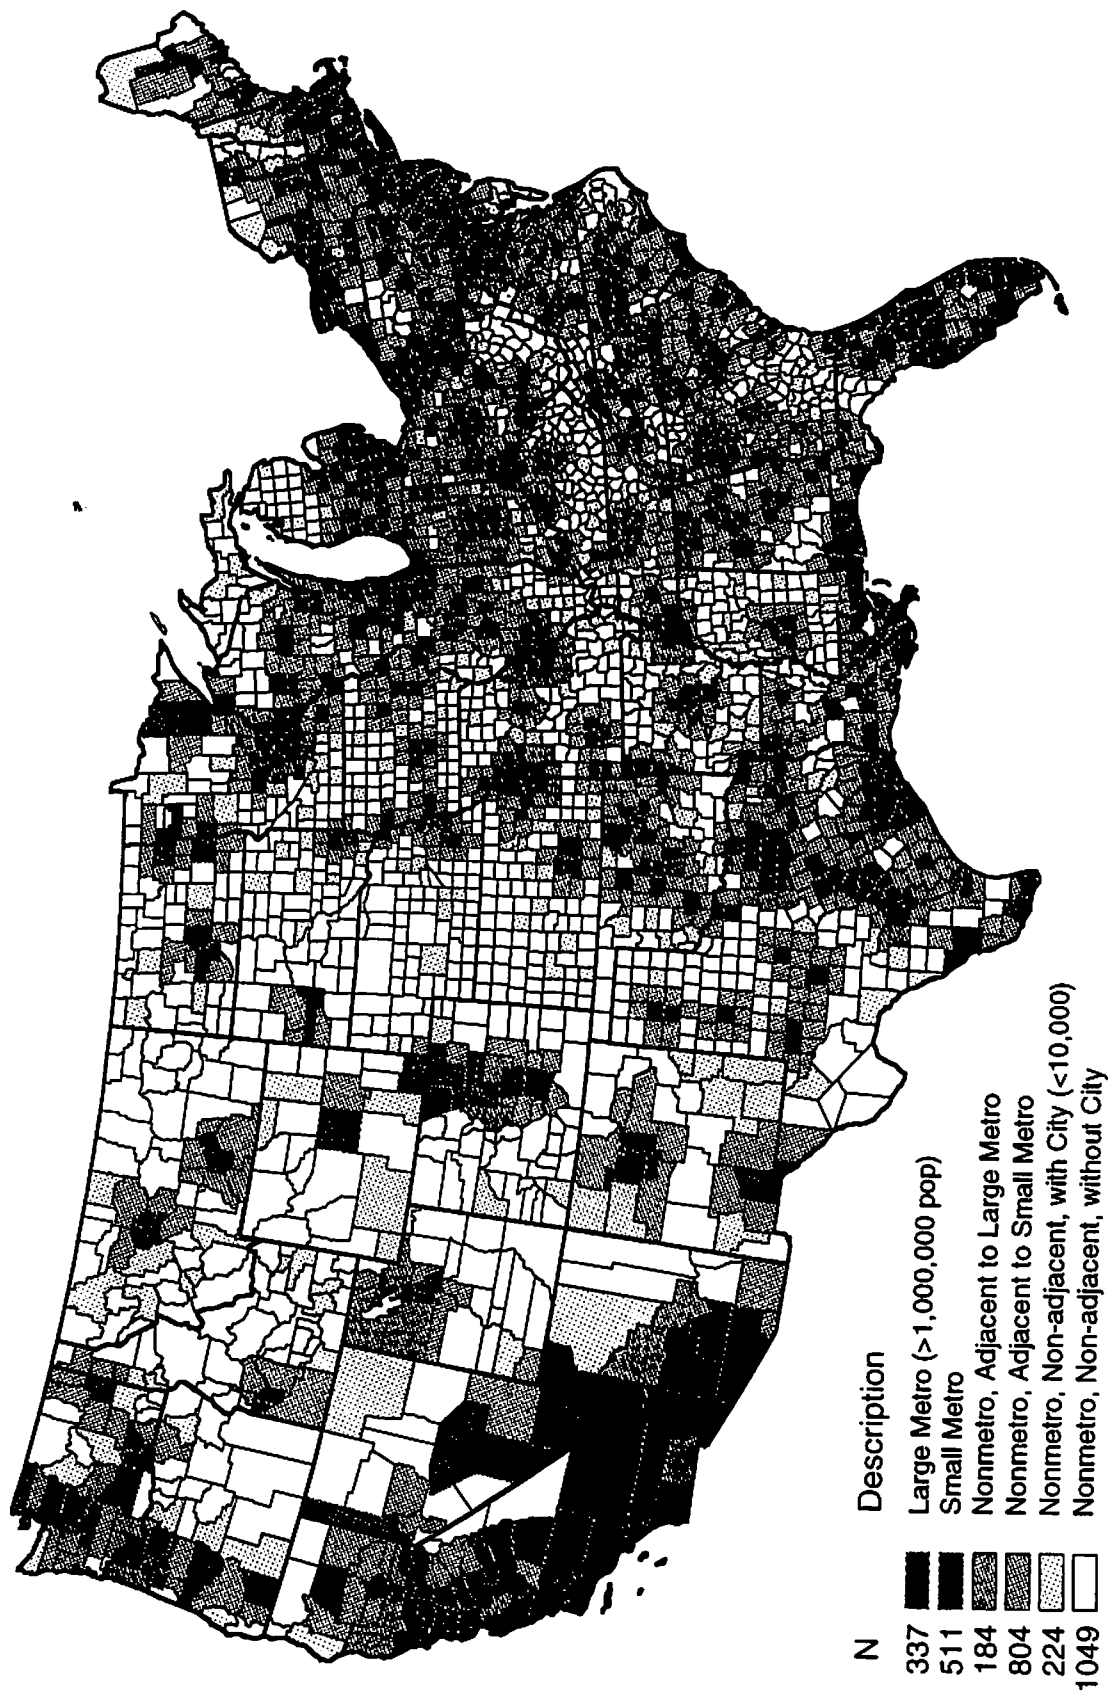 N Description
337 Large Metro (>1,000,000 pop)
511 Small Metro
184 Nonmetro, Adjacent to Large Metro
804 Nonmetro, Adjacent to Small Metro
224 Nonmetro, Non-adjacent, with City (<10,000)
1049 Nonmetro, Non-adjacent, without City